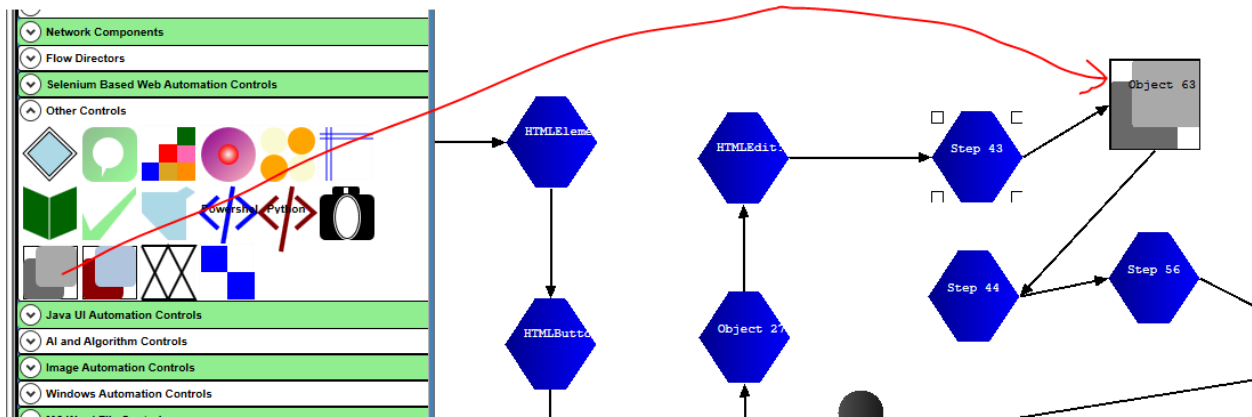 Network Components
Flow Directors
Selenium Based Web Automation Controls
Other Controls
Powershel
Python
Java UI Automation Controls
AI and Algorithm Controls
Image Automation Controls
Windows Automation Controls
HTMLEleme
HTMLEdit
Step 43
Object 63
Step 44
Step 56
HTMLButto
Object 27